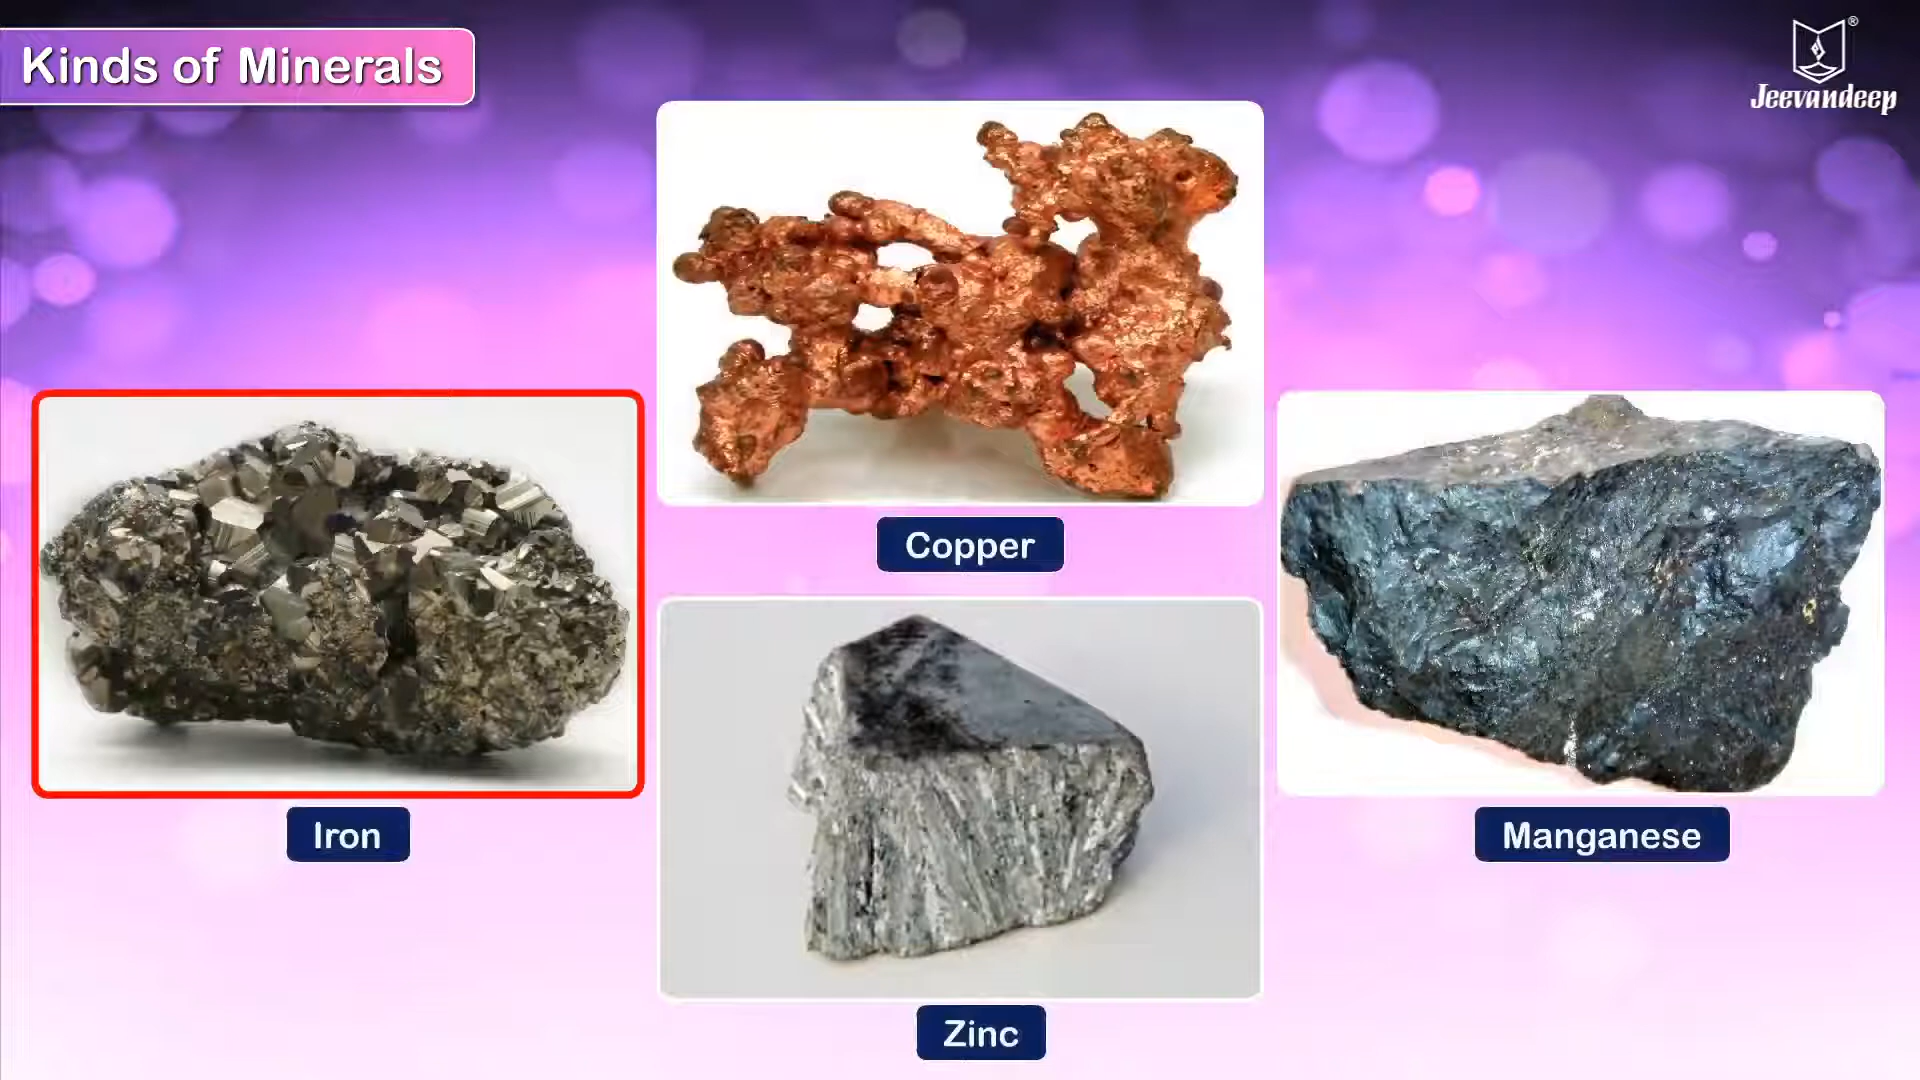 Kinds of Minerals
®
Jeevandeep
Copper
Iron
Manganese
Zinc